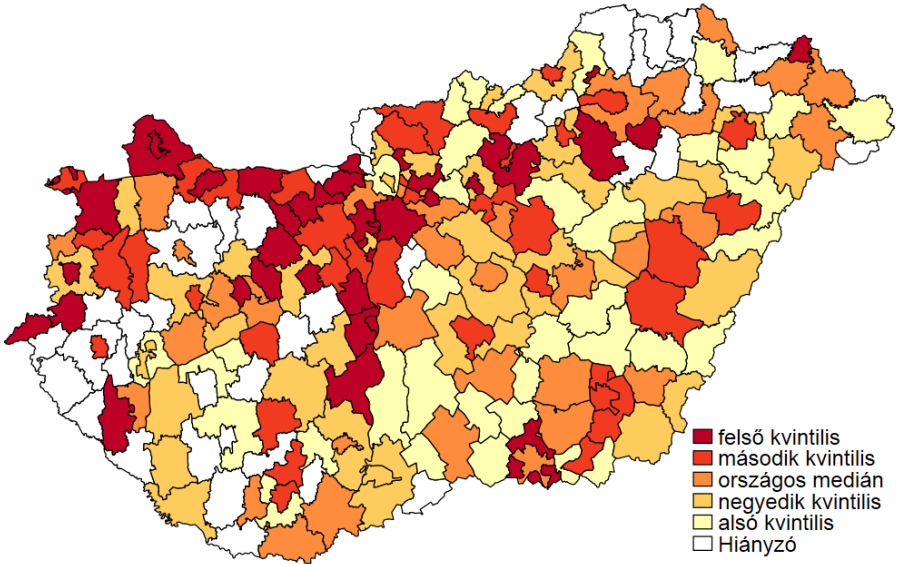 felső kvintilis
második kvintilis
országos medián
negyedik kvintilis
alsó kvintilis
Hiányzó